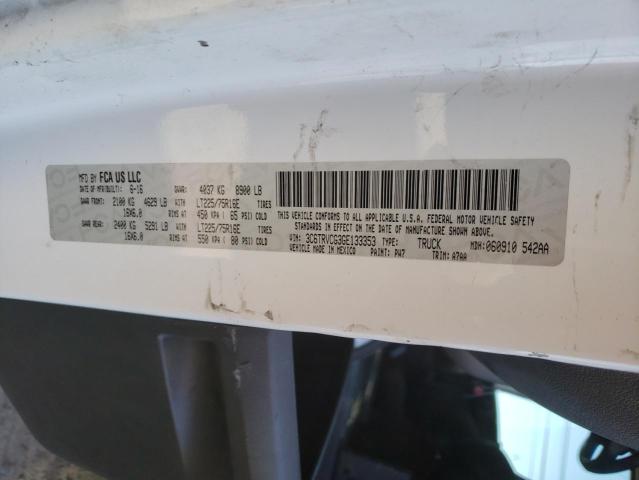 MFD BY FCA US LLC
DATE OF MFR(BUILT): 6-16 GVWR: 4037 KG 8900 LB
GAWR FRONT: 2100 KG 4629 LB LT225/75R16E TIRES
16X6.0 RIMS AT 450 KPA / 65 PSI COLD
GAWR REAR: 2400 KG 5291 LB LT225/75R16E TIRES
16X6.0 RIMS AT 550 KPA / 80 PSI COLD
THIS VEHICLE CONFORMS TO ALL APPLICABLE U.S.A. FEDERAL MOTOR VEHICLE SAFETY
STANDARDS IN EFFECT ON THE DATE OF MANUFACTURE SHOWN ABOVE.
VIN: 3C6TRVCG3GE133353 TYPE: TRUCK MDH: 060910 542AA
VEHICLE MADE IN MEXICO PAINT: PW7 TRIM: A7AA